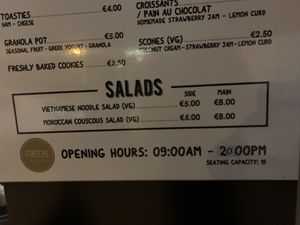 TOASTIES €4.00
HAM - CHEESE
GRANOLA POT €5.00
SEASONAL FRUIT - GREEK YOGURT - GRANOLA
FRESHLY BAKED COOKIES €2.50
CROISSANTS
/ PAIN AU CHOCOLAT
HOMEMADE STRAWBERRY JAM - LEMON CURD
SCONES (VG) €2.50
COCONUT CREAM - STRAWBERRY JAM - LEMON CURD
SALADS
SIDE MAIN
VIETNAMESE NOODLE SALAD (VG) €5.00 €8.00
MOROCCAN COUSCOUS SALAD (VG) €5.00 €8.00
OPENING HOURS: 09:00AM - 20:00PM
SEATING CAPACITY: 18